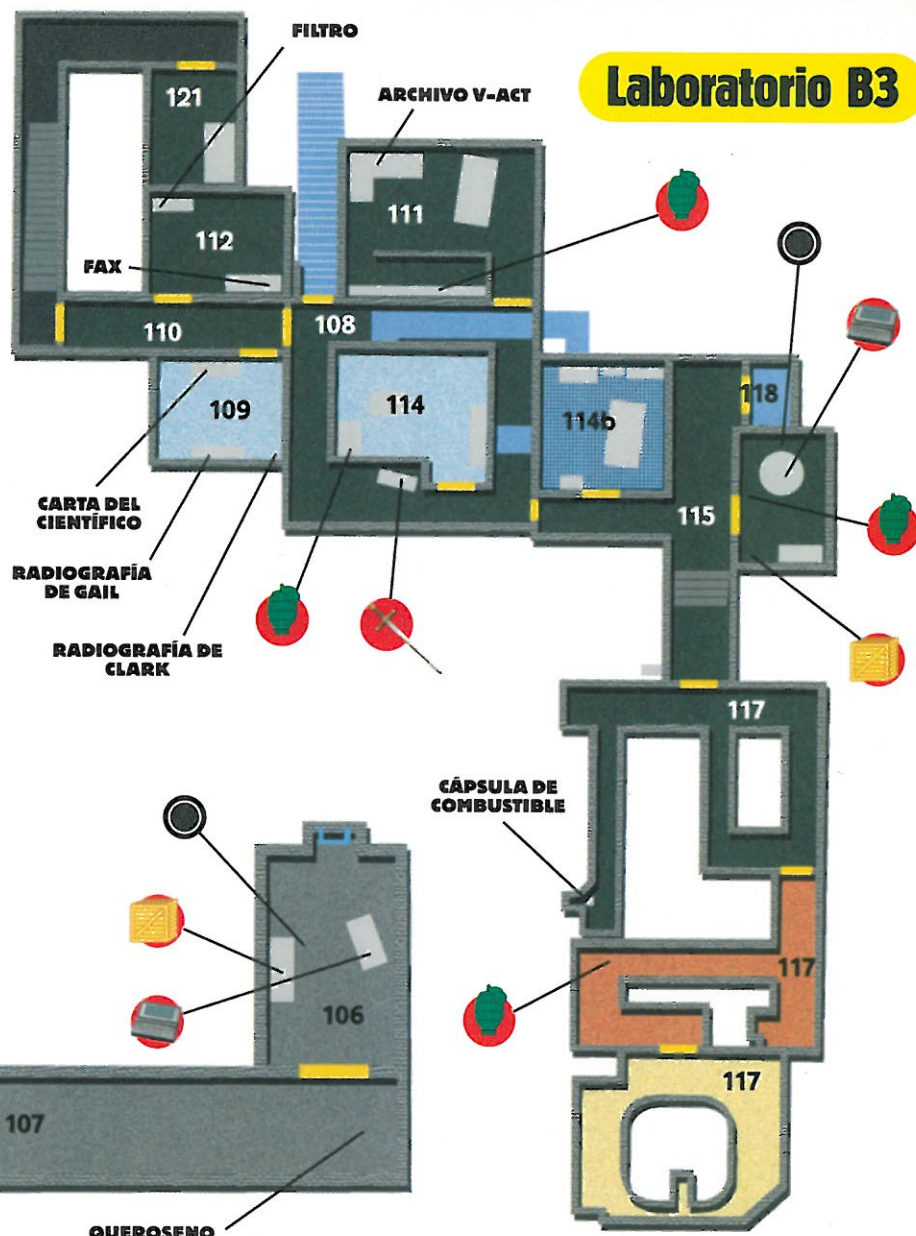 FILTRO
Laboratorio B3
ARCHIVO V-ACT
121
111
112
FAX
110
108
109
114
114b
118
CARTA DEL
CIENTÍFICO
115
RADIOGRAFÍA
DE GAIL
RADIOGRAFÍA DE
CLARK
117
CÁPSULA DE
COMBUSTIBLE
117
106
117
107
QUEROSENO